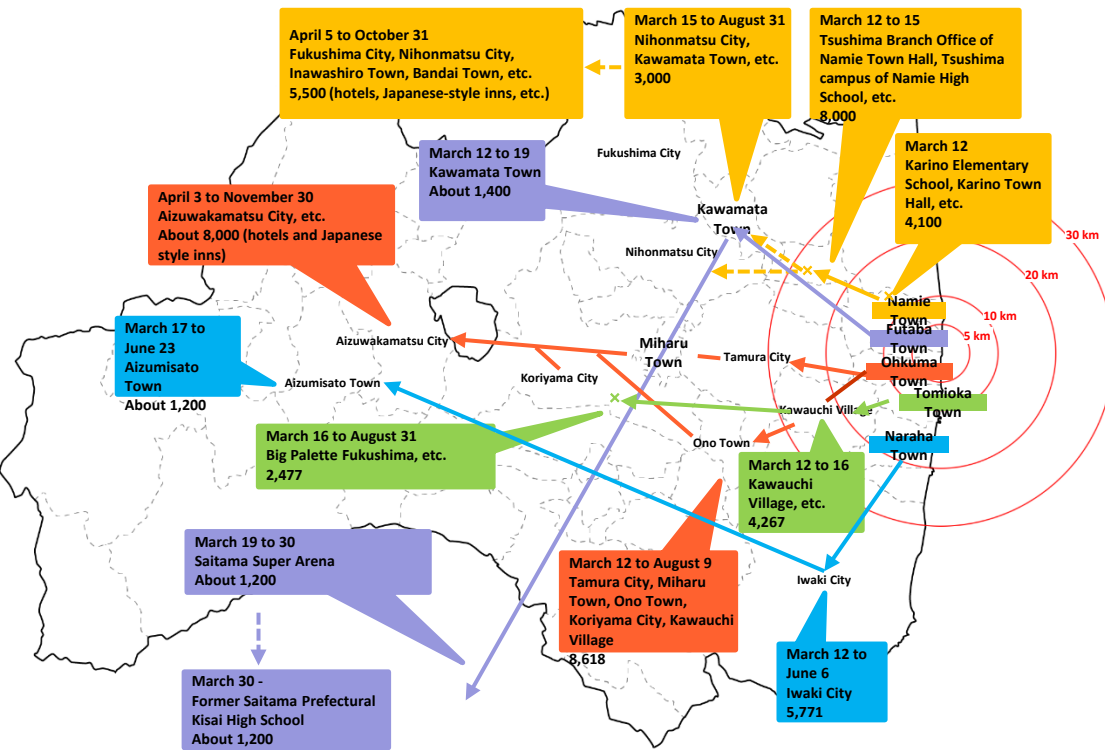 April 5 to October 31
Fukushima City, Nihonmatsu City,
Inawashiro Town, Bandai Town, etc.
5,500 (hotels, Japanese-style inns, etc.)
March 15 to August 31
Nihonmatsu City,
Kawamata Town, etc.
3,000
March 12 to 15
Tsushima Branch Office of
Namie Town Hall, Tsushima
campus of Namie High
School, etc.
8,000
March 12 to 19
Kawamata Town
About 1,400
Fukushima City
March 12
Karino Elementary
School, Karino Town
Hall, etc.
4,100
April 3 to November 30
Aizuwakamatsu City, etc.
About 8,000 (hotels and Japanese
style inns)
Kawamata
Town
Nihonmatsu City
30 km
20 km
10 km
5 km
Namie
Town
Futaba
Town
Ohkuma
Town
Tomioka
Town
Naraha
Town
March 17 to
June 23
Aizumisato
Town
About 1,200
Aizuwakamatsu City
Aizumisato Town
Koriyama City
Miharu
Town
Tamura City
Kawauchi Village
Ono Town
March 16 to August 31
Big Palette Fukushima, etc.
2,477
March 12 to 16
Kawauchi
Village, etc.
4,267
March 19 to 30
Saitama Super Arena
About 1,200
March 12 to August 9
Tamura City, Miharu
Town, Ono Town,
Koriyama City, Kawauchi
Village
8,618
Iwaki City
March 12 to
June 6
Iwaki City
5,771
March 30 -
Former Saitama Prefectural
Kisai High School
About 1,200